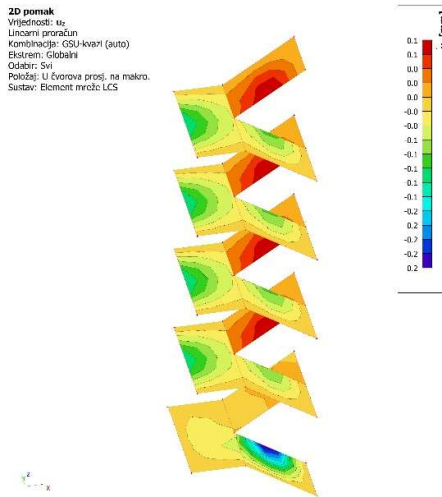 2D pomak
Vrijednosti: uz
Linearni proračun
Kombinacija: GSU-kvazi (auto)
Ekstrem: Globalni
Odabir: Svi
Položaj: U čvorova prosj. na makro.
Sustav: Element mreže LCS
0.1
0.0
0.0
0.0
-0.0
-0.0
-0.1
-0.1
0.1
0.1
-0.1
-0.2
-0.2
-0.2
0.2
z
Y
X